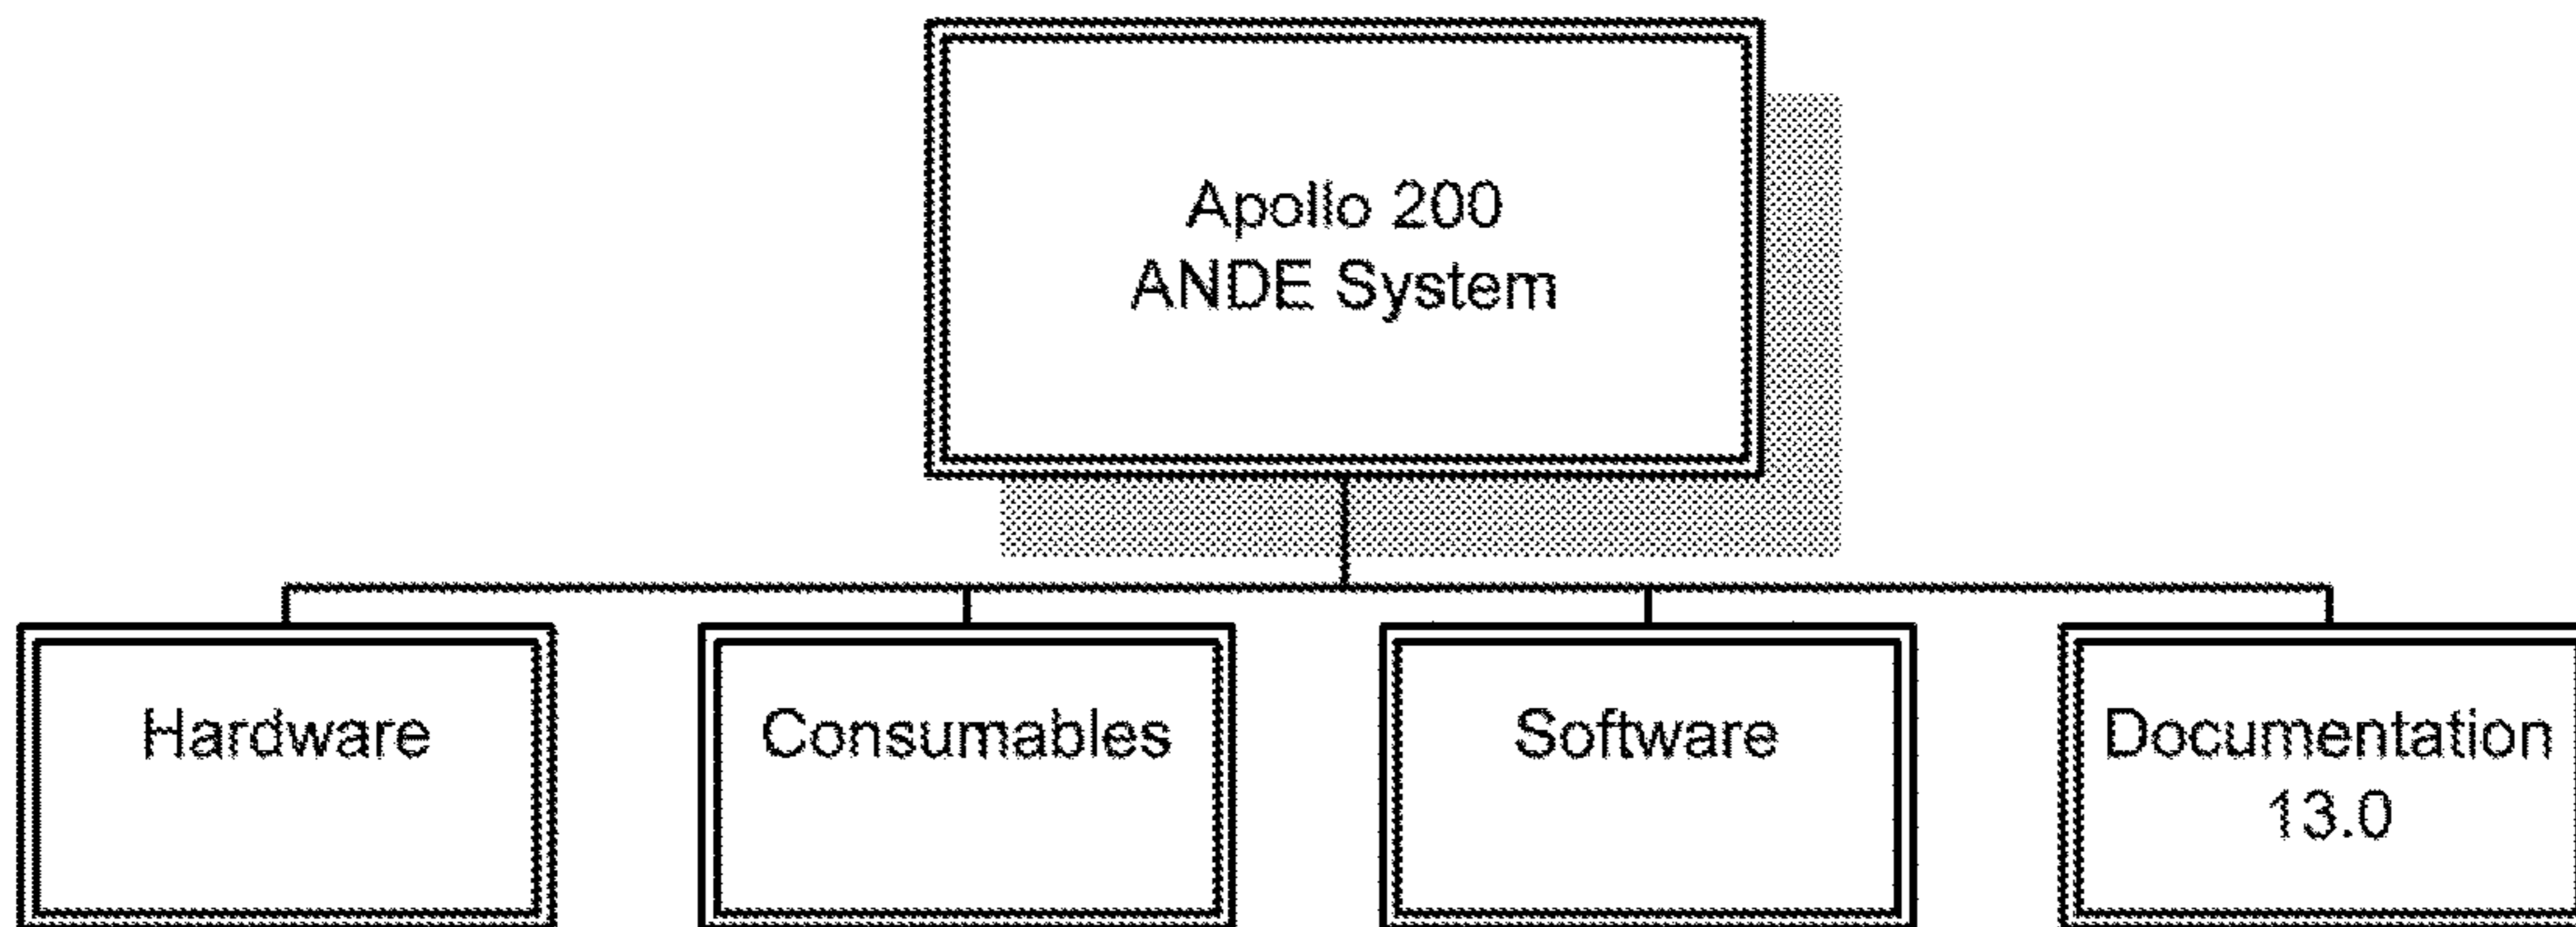 Apollo 200
ANDE System
Hardware
Consumables
Software
Documentation
13.0